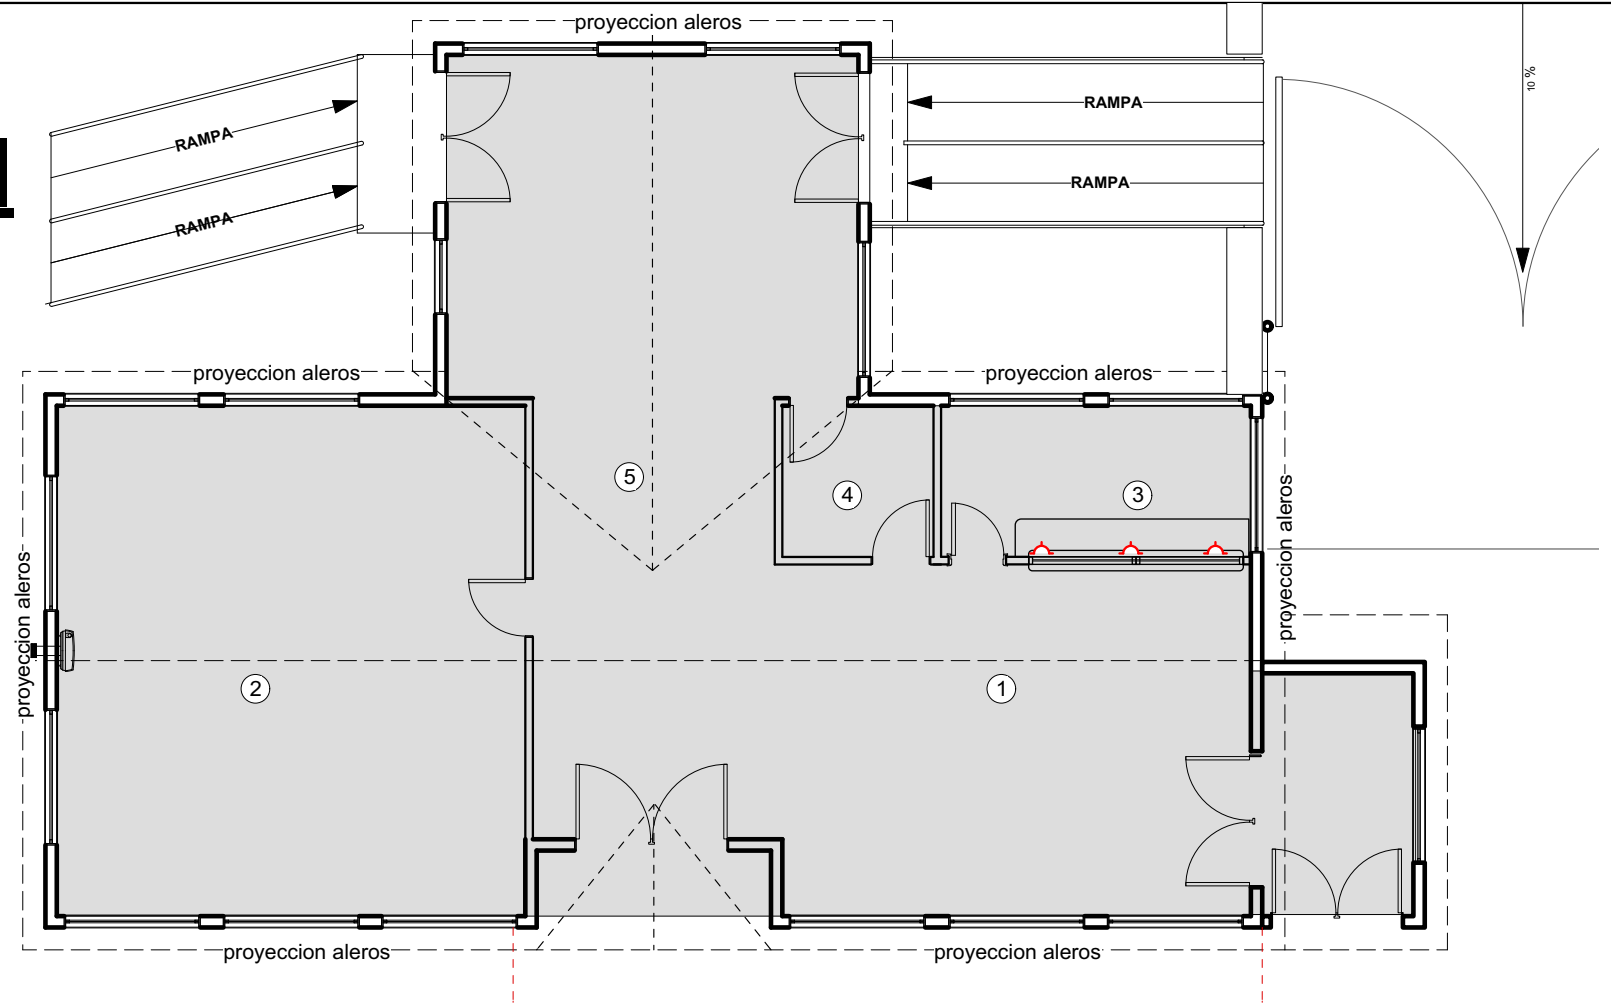 proyeccion aleros
10 %
RAMPA
RAMPA
RAMPA
RAMPA
proyeccion aleros
proyeccion aleros
5
4
3
proyeccion aleros
proyeccion aleros
2
1
proyeccion aleros
proyeccion aleros